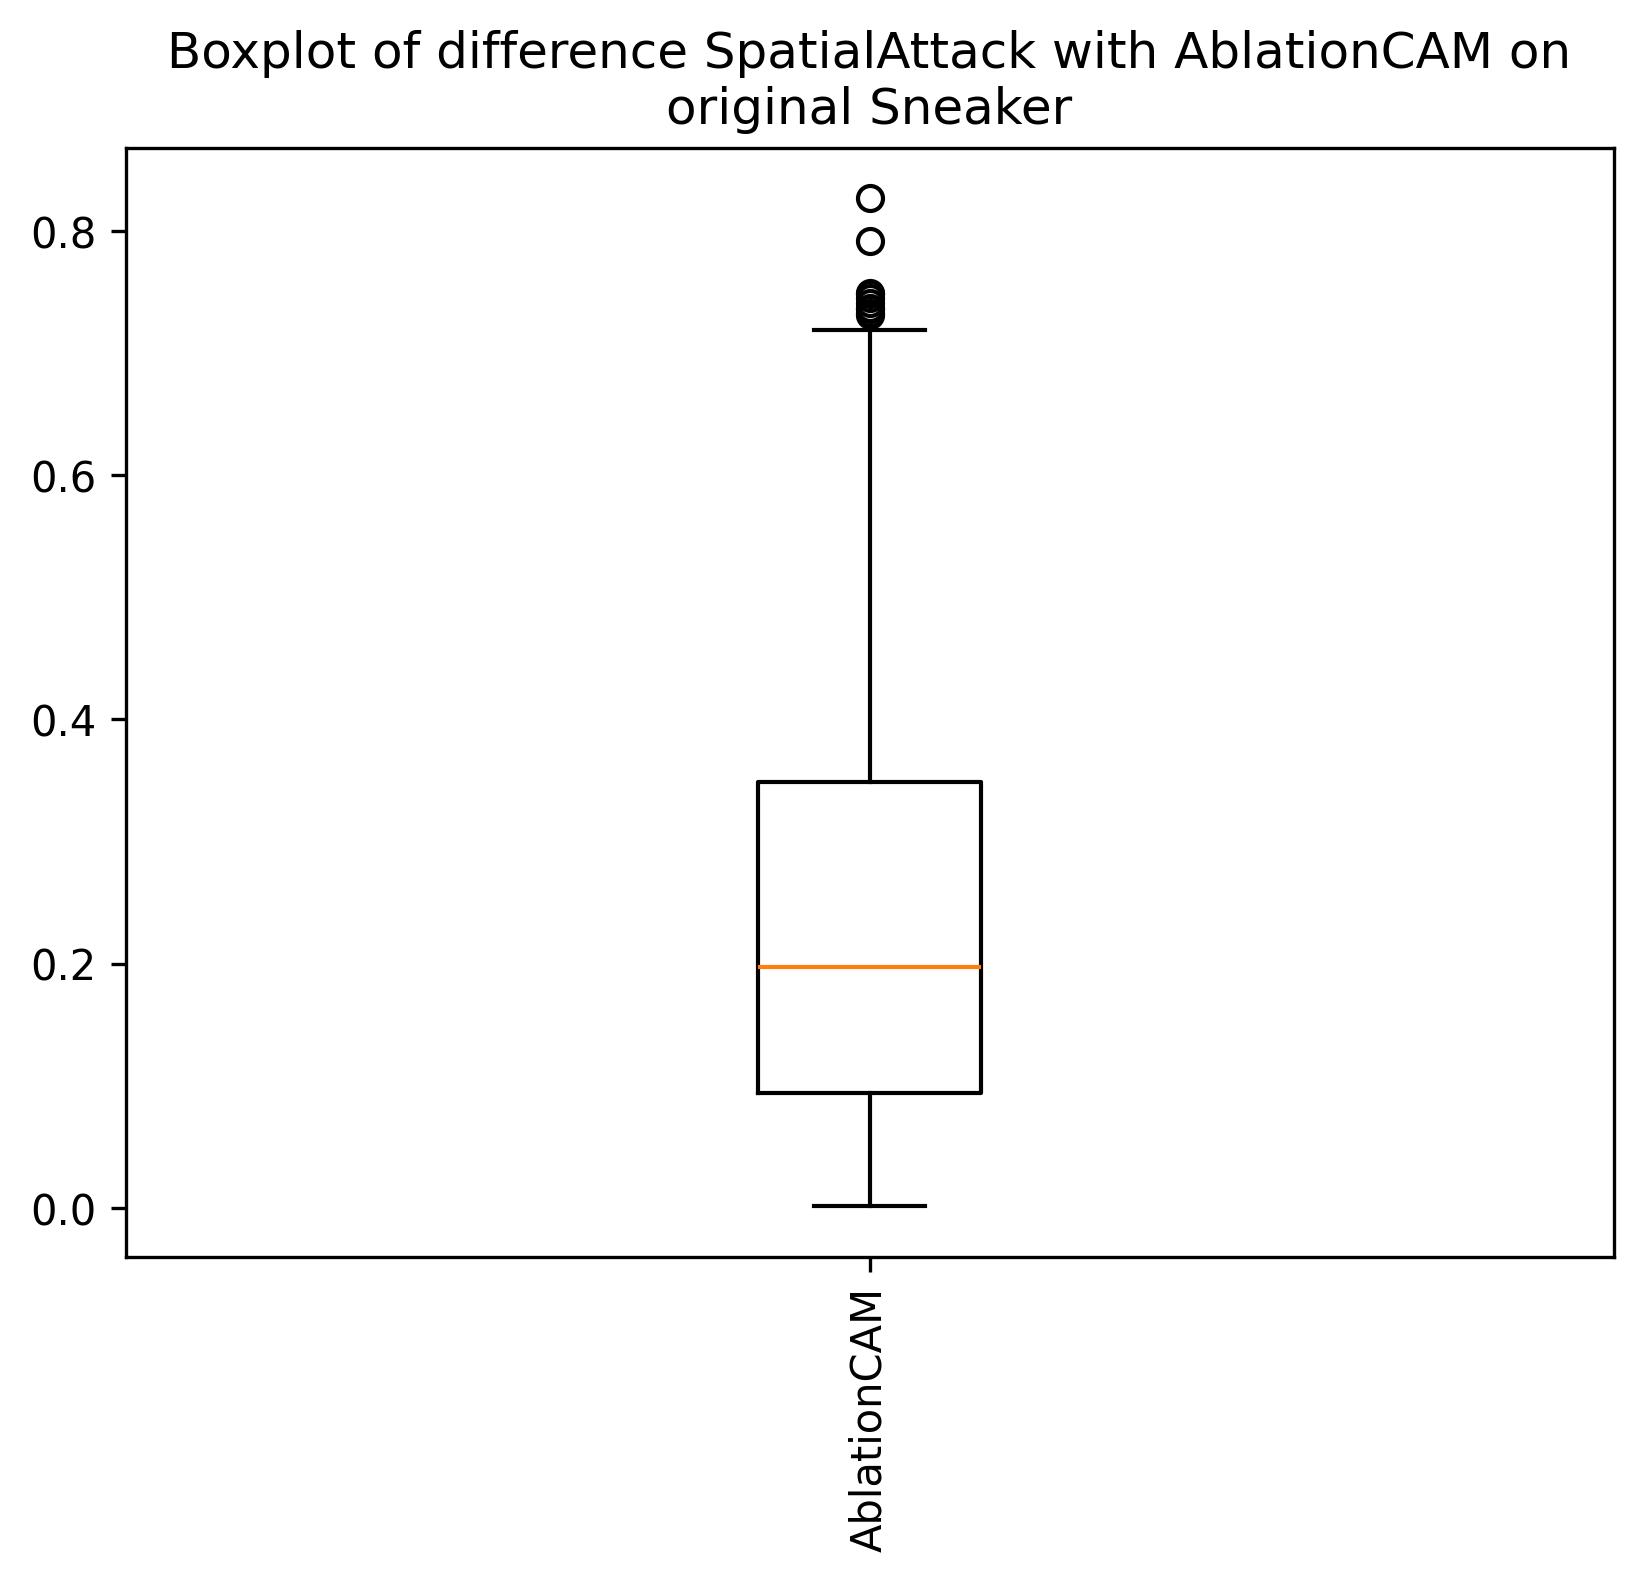 Boxplot of difference SpatialAttack with AblationCAM on
original Sneaker
0.8
0.6
0.4
0.2
0.0
AblationCAM